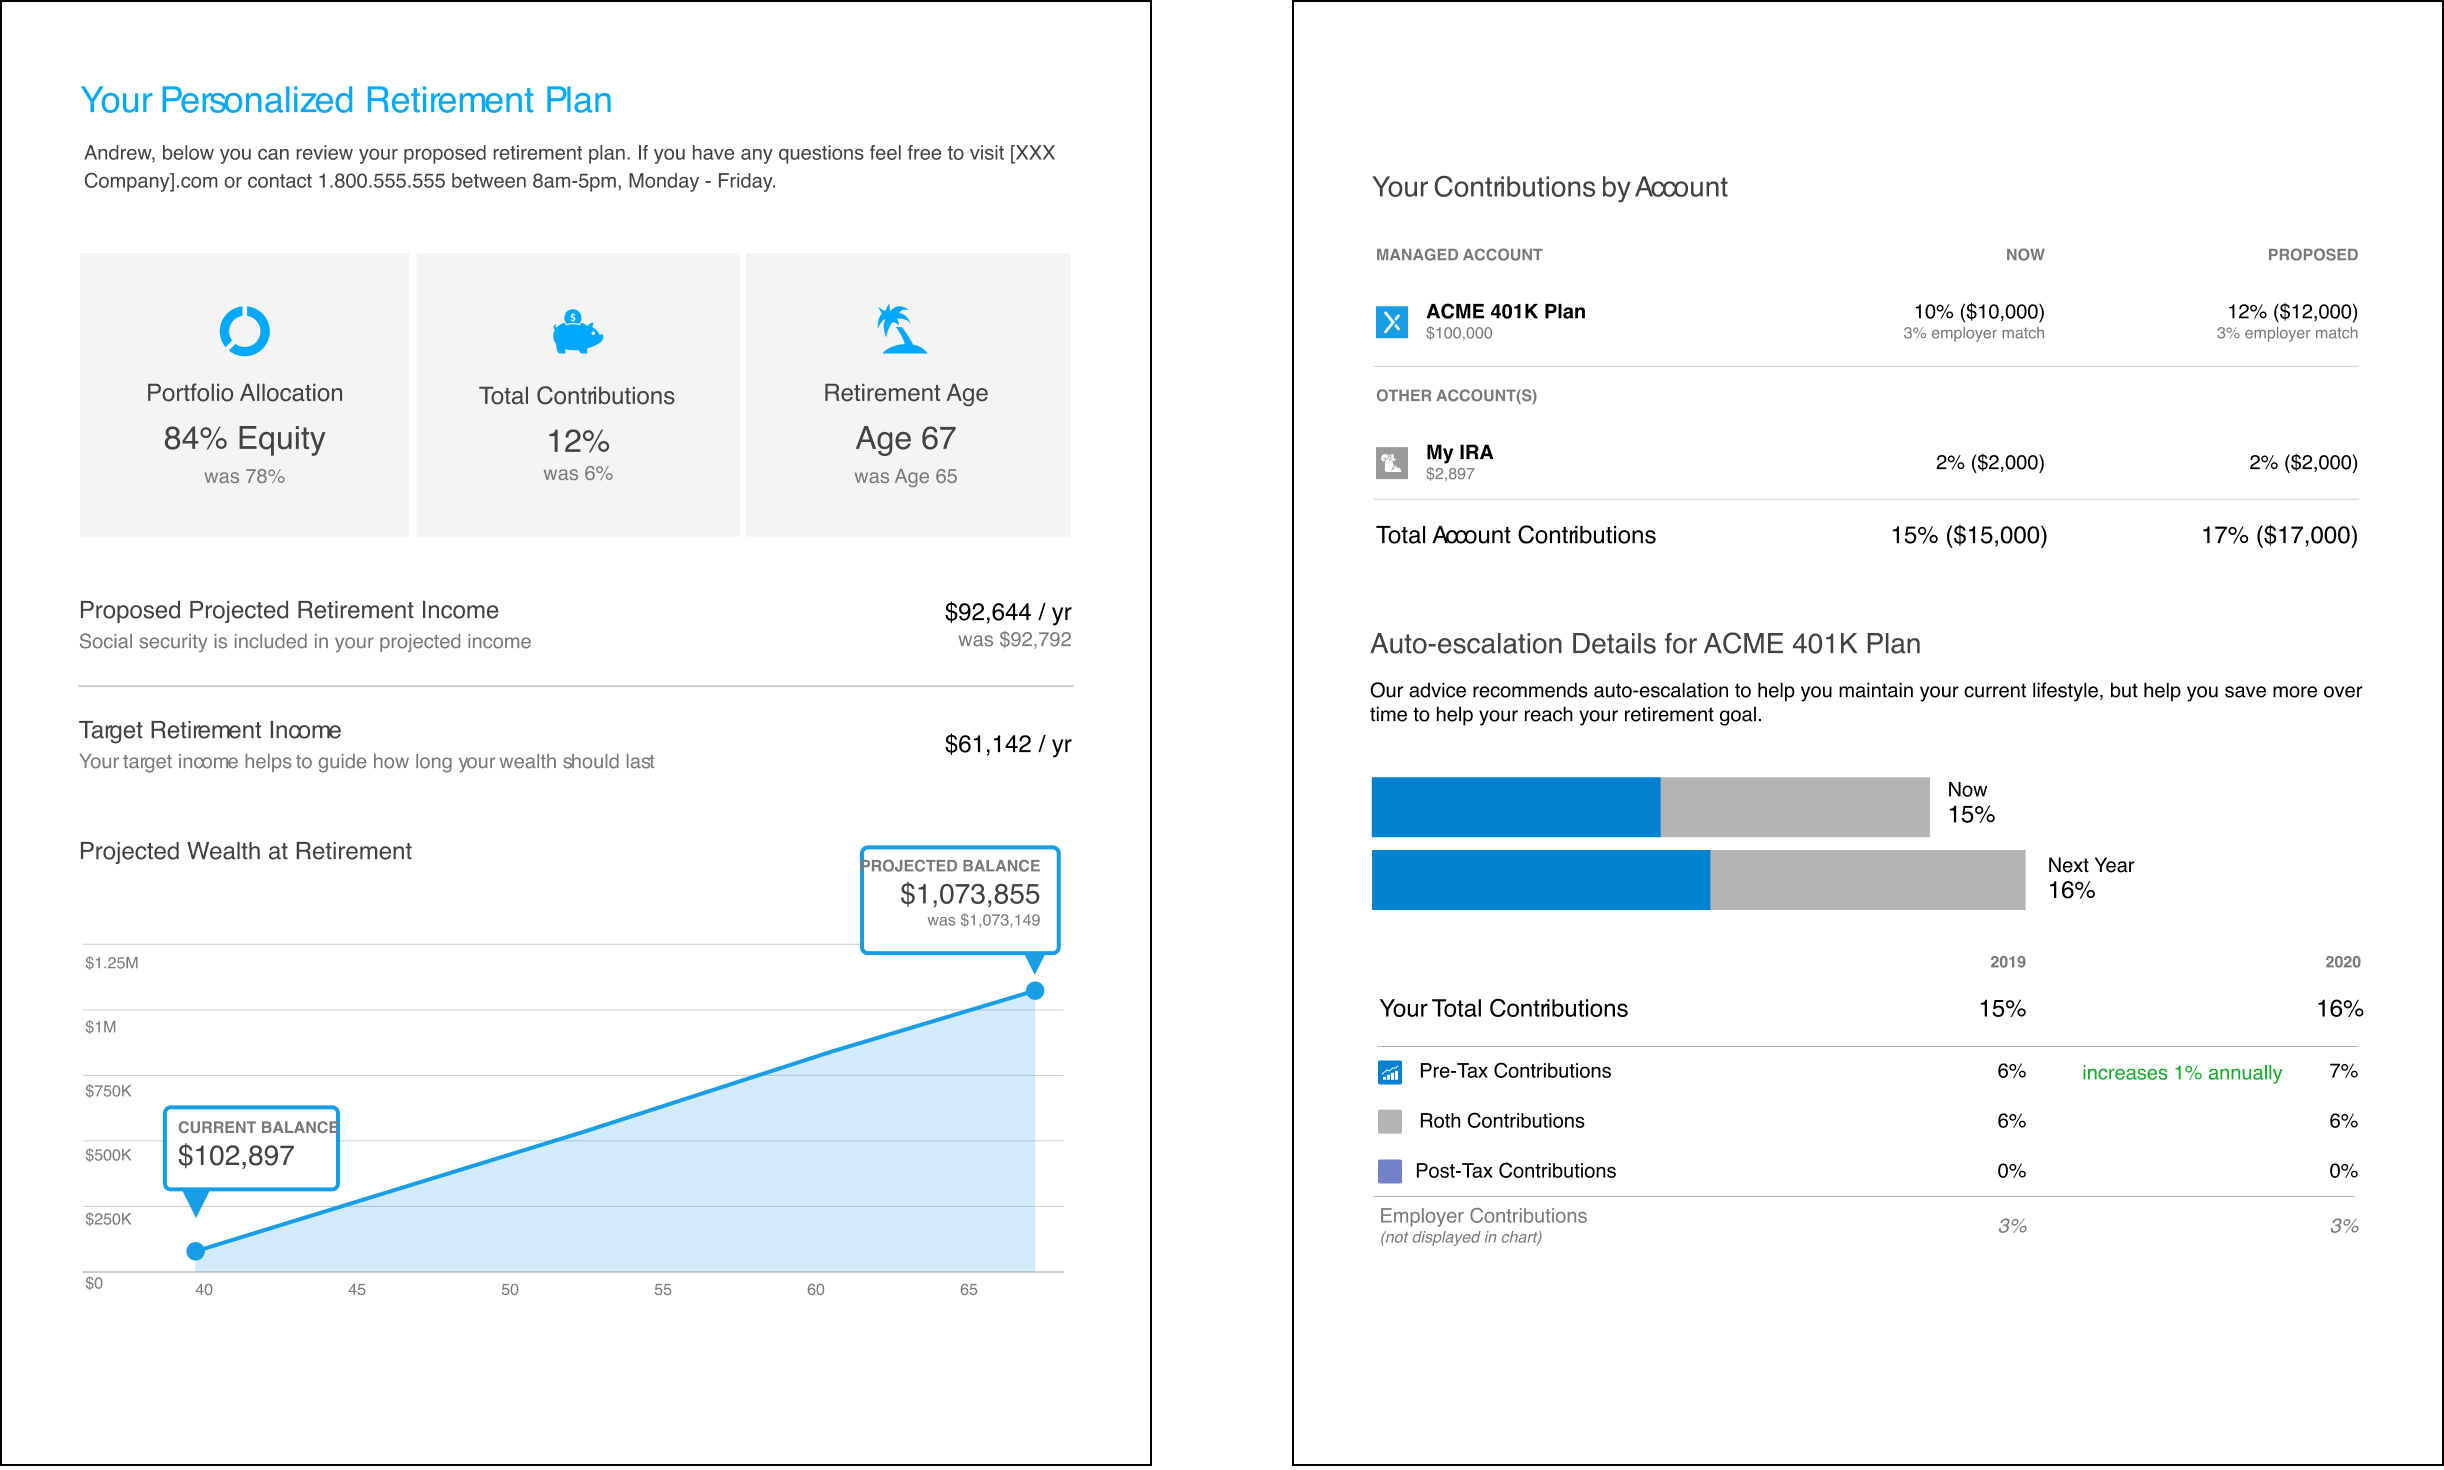 Your Personalized Retirement Plan
Andrew, below you can review your proposed retirement plan. If you have any questions feel free to visit [XXX
Company].com or contact 1.800.555.555 between 8am-5pm, Monday - Friday.
Portfolio Allocation
84% Equity
was 78%
$
Total Contributions
12%
was 6%
Retirement Age
Age 67
was Age 65
Proposed Projected Retirement Income $92,644 / yr
Social security is included in your projected income was $92,792
Target Retirement Income
$61,142 / yr
Your target income helps to guide how long your wealth should last
Projected Wealth at Retirement
PROJECTED BALANCE
$1,073,855
was $1,073,149
$1.25M
$1M
$750K
CURRENT BALANCE
$102,897
$500K
$250K
$0
40 45 50 55 60 65
Your Contributions by Account
MANAGED ACCOUNT NOW PROPOSED
ACME 401K Plan 10% ($10,000) 12% ($12,000)
$100,000 3% employer match 3% employer match
OTHER ACCOUNT(S)
My IRA
2% ($2,000) 2% ($2,000)
$2,897
Total Account Contributions 15% ($15,000) 17% ($17,000)
Auto-escalation Details for ACME 401K Plan
Our advice recommends auto-escalation to help you maintain your current lifestyle, but help you save more over
time to help your reach your retirement goal.
Now
15%
Next Year
16%
2019 2020
Your Total Contributions 15% 16%
Pre-Tax Contributions 6% increases 1% annually 7%
Roth Contributions 6% 6%
Post-Tax Contributions 0% 0%
Employer Contributions 3% 3%
(not displayed in chart)